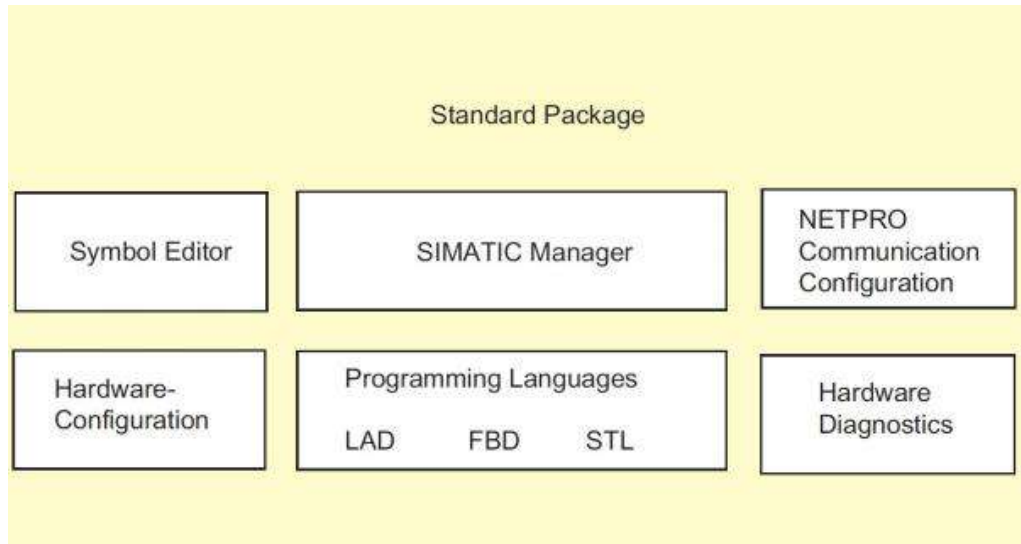 Standard Package
Symbol Editor
SIMATIC Manager
NETPRO
Communication
Configuration
Hardware-
Configuration
Programming Languages
LAD FBD STL
Hardware
Diagnostics